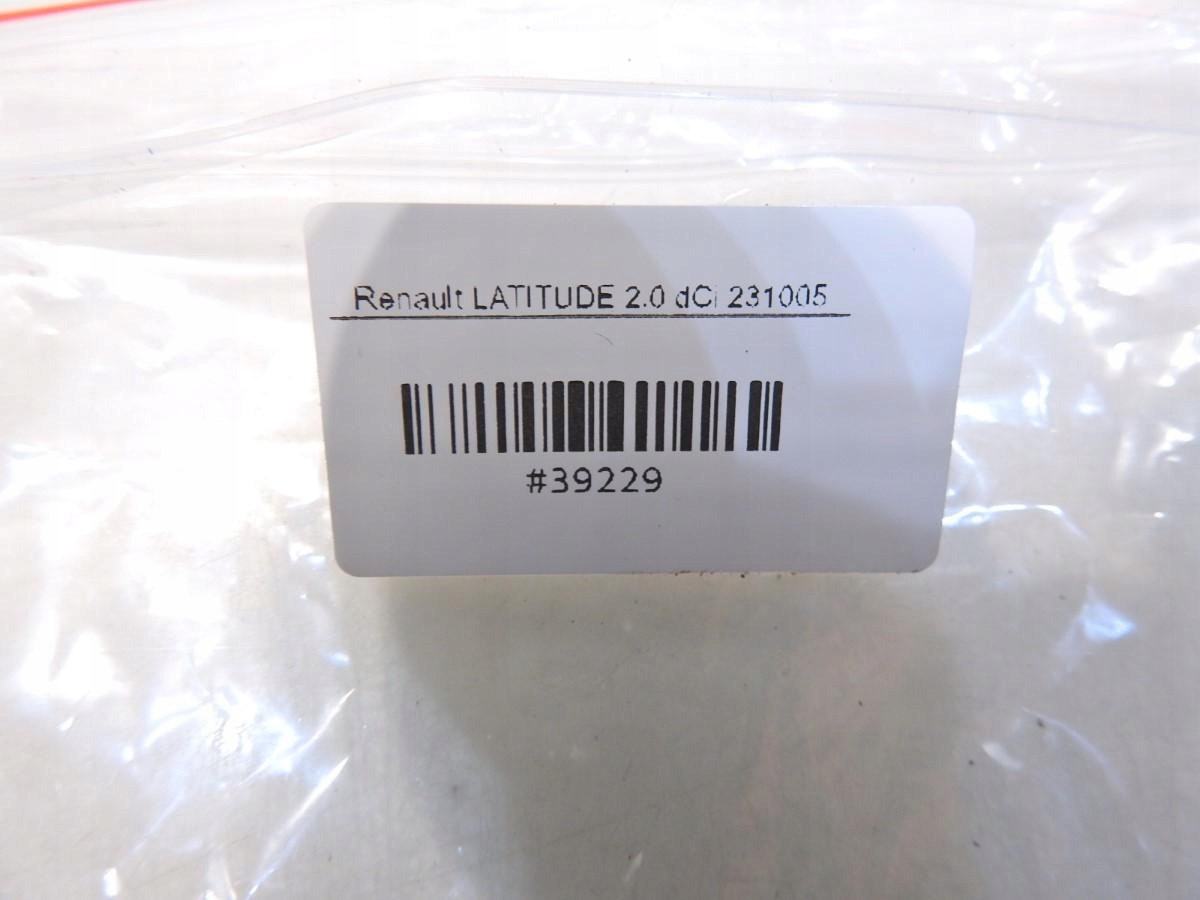 Renault LATITUDE 2.0 dCi 231005
#39229